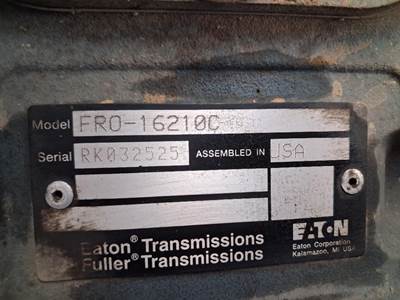 Model FRO-16210C
Serial RK032525 ASSEMBLED IN USA
Eaton® Transmissions
Fuller® Transmissions
EATON
Eaton Corporation
Kalamazoo, MI USA